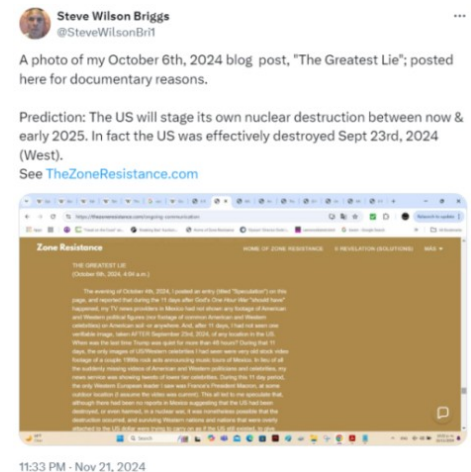 Steve Wilson Briggs
@SteveWilsonBri1
A photo of my October 6th, 2024 blog post, "The Greatest Lie"; posted
here for documentary reasons.
Prediction: The US will stage its own nuclear destruction between now &
early 2025. In fact the US was effectively destroyed Sept 23rd, 2024
(West).
See TheZoneResistance.com
https://thezoneresistance.com/ongoing-communication
Zone Resistance
HOME OF ZONE RESISTANCE
E-REVELATION (SOLUTIONS)
MÁS
THE GREATEST LIE
(October 6th, 2024, 4:04 a.m.)
The evening of October 4th, 2024, I posted an entry (titled "Speculation") on this
page, and reported that during the 11 days after God's One Hour War "should have"
happened, my TV news providers in Mexico had not shown any footage of American
and Western political figures (nor footage of common American and Western
celebrities) on American soil -or anywhere. And, after 11 days, I had not seen one
verifiable image, taken AFTER September 23rd, 2024, of any location in the US.
When was the last time Trump was quiet for more than 48 hours? During that 11
days, the only images of US/Western celebrities I had seen were very old stock video
footage of a couple 1990s rock acts announcing music tours of Mexico. In lieu of all
the suddenly missing videos of American and Western politicians and celebrities, my
news service was showing tweets of lower tier celebrities. During this 11 day period,
the only Western European leader I saw was France's President Macron, at some
outdoor location (I assume the video was current). This all led to me speculate that,
although there had been no reports in Mexico suggesting that the US had been
destroyed, or even harmed, in a nuclear war, it was nonetheless possible that the
destruction occurred, and surviving Western nations and nations that were overly
attached to the US dollar were trying to carry on as if the US still existed, to give
Search
11:33 PM · Nov 21, 2024